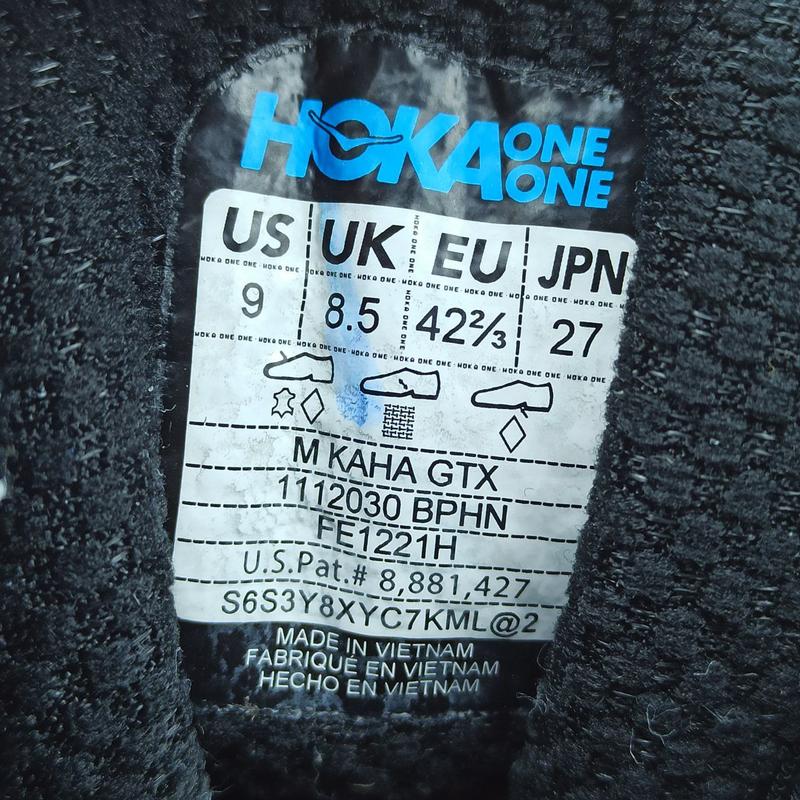 HOKA ONE ONE
US UK EU JPN
9 8.5 42⅔ 27
M KAHA GTX
1112030 BPHN
FE1221H
U.S.Pat.# 8,881,427
S6S3Y8XYC7KML@2
MADE IN VIETNAM
FABRIQUÉ EN VIETNAM
HECHO EN VIETNAM